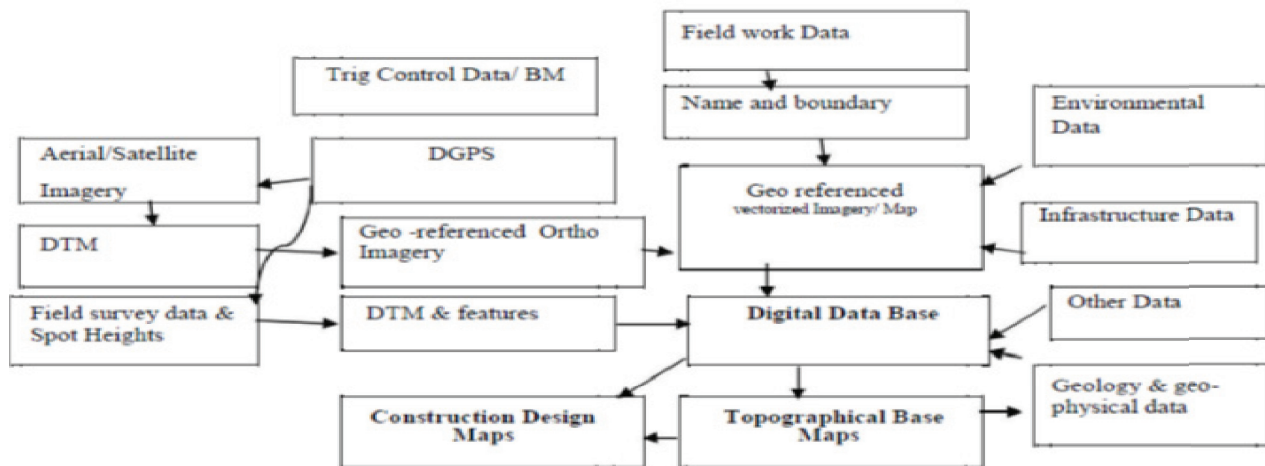 Field work Data
Trig Control Data/ BM
Name and boundary
Environmental
Data
Aerial/Satellite
Imagery
DGPS
Geo referenced
vectorized Imagery/ Map
Infrastructure Data
DTM
Geo -referenced Ortho
Imagery
Field survey data &
Spot Heights
DTM & features
Digital Data Base
Other Data
Geology & geo-
physical data
Construction Design
Maps
Topographical Base
Maps